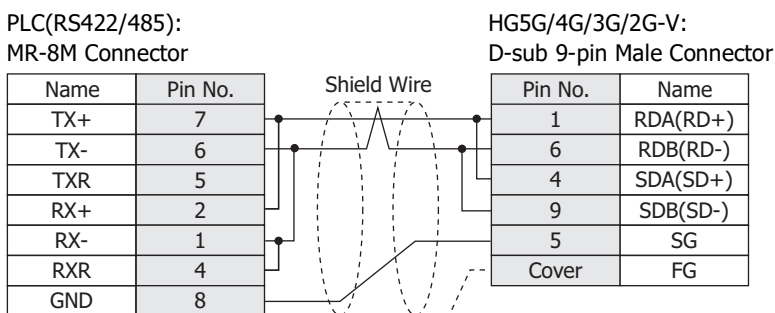 PLC(RS422/485):
MR-8M Connector
HG5G/4G/3G/2G-V:
D-sub 9-pin Male Connector
Shield Wire
Name Pin No.
TX+ 7
TX- 6
TXR 5
RX+ 2
RX- 1
RXR 4
GND 8
Pin No. Name
1 RDA(RD+)
6 RDB(RD-)
4 SDA(SD+)
9 SDB(SD-)
5 SG
Cover FG